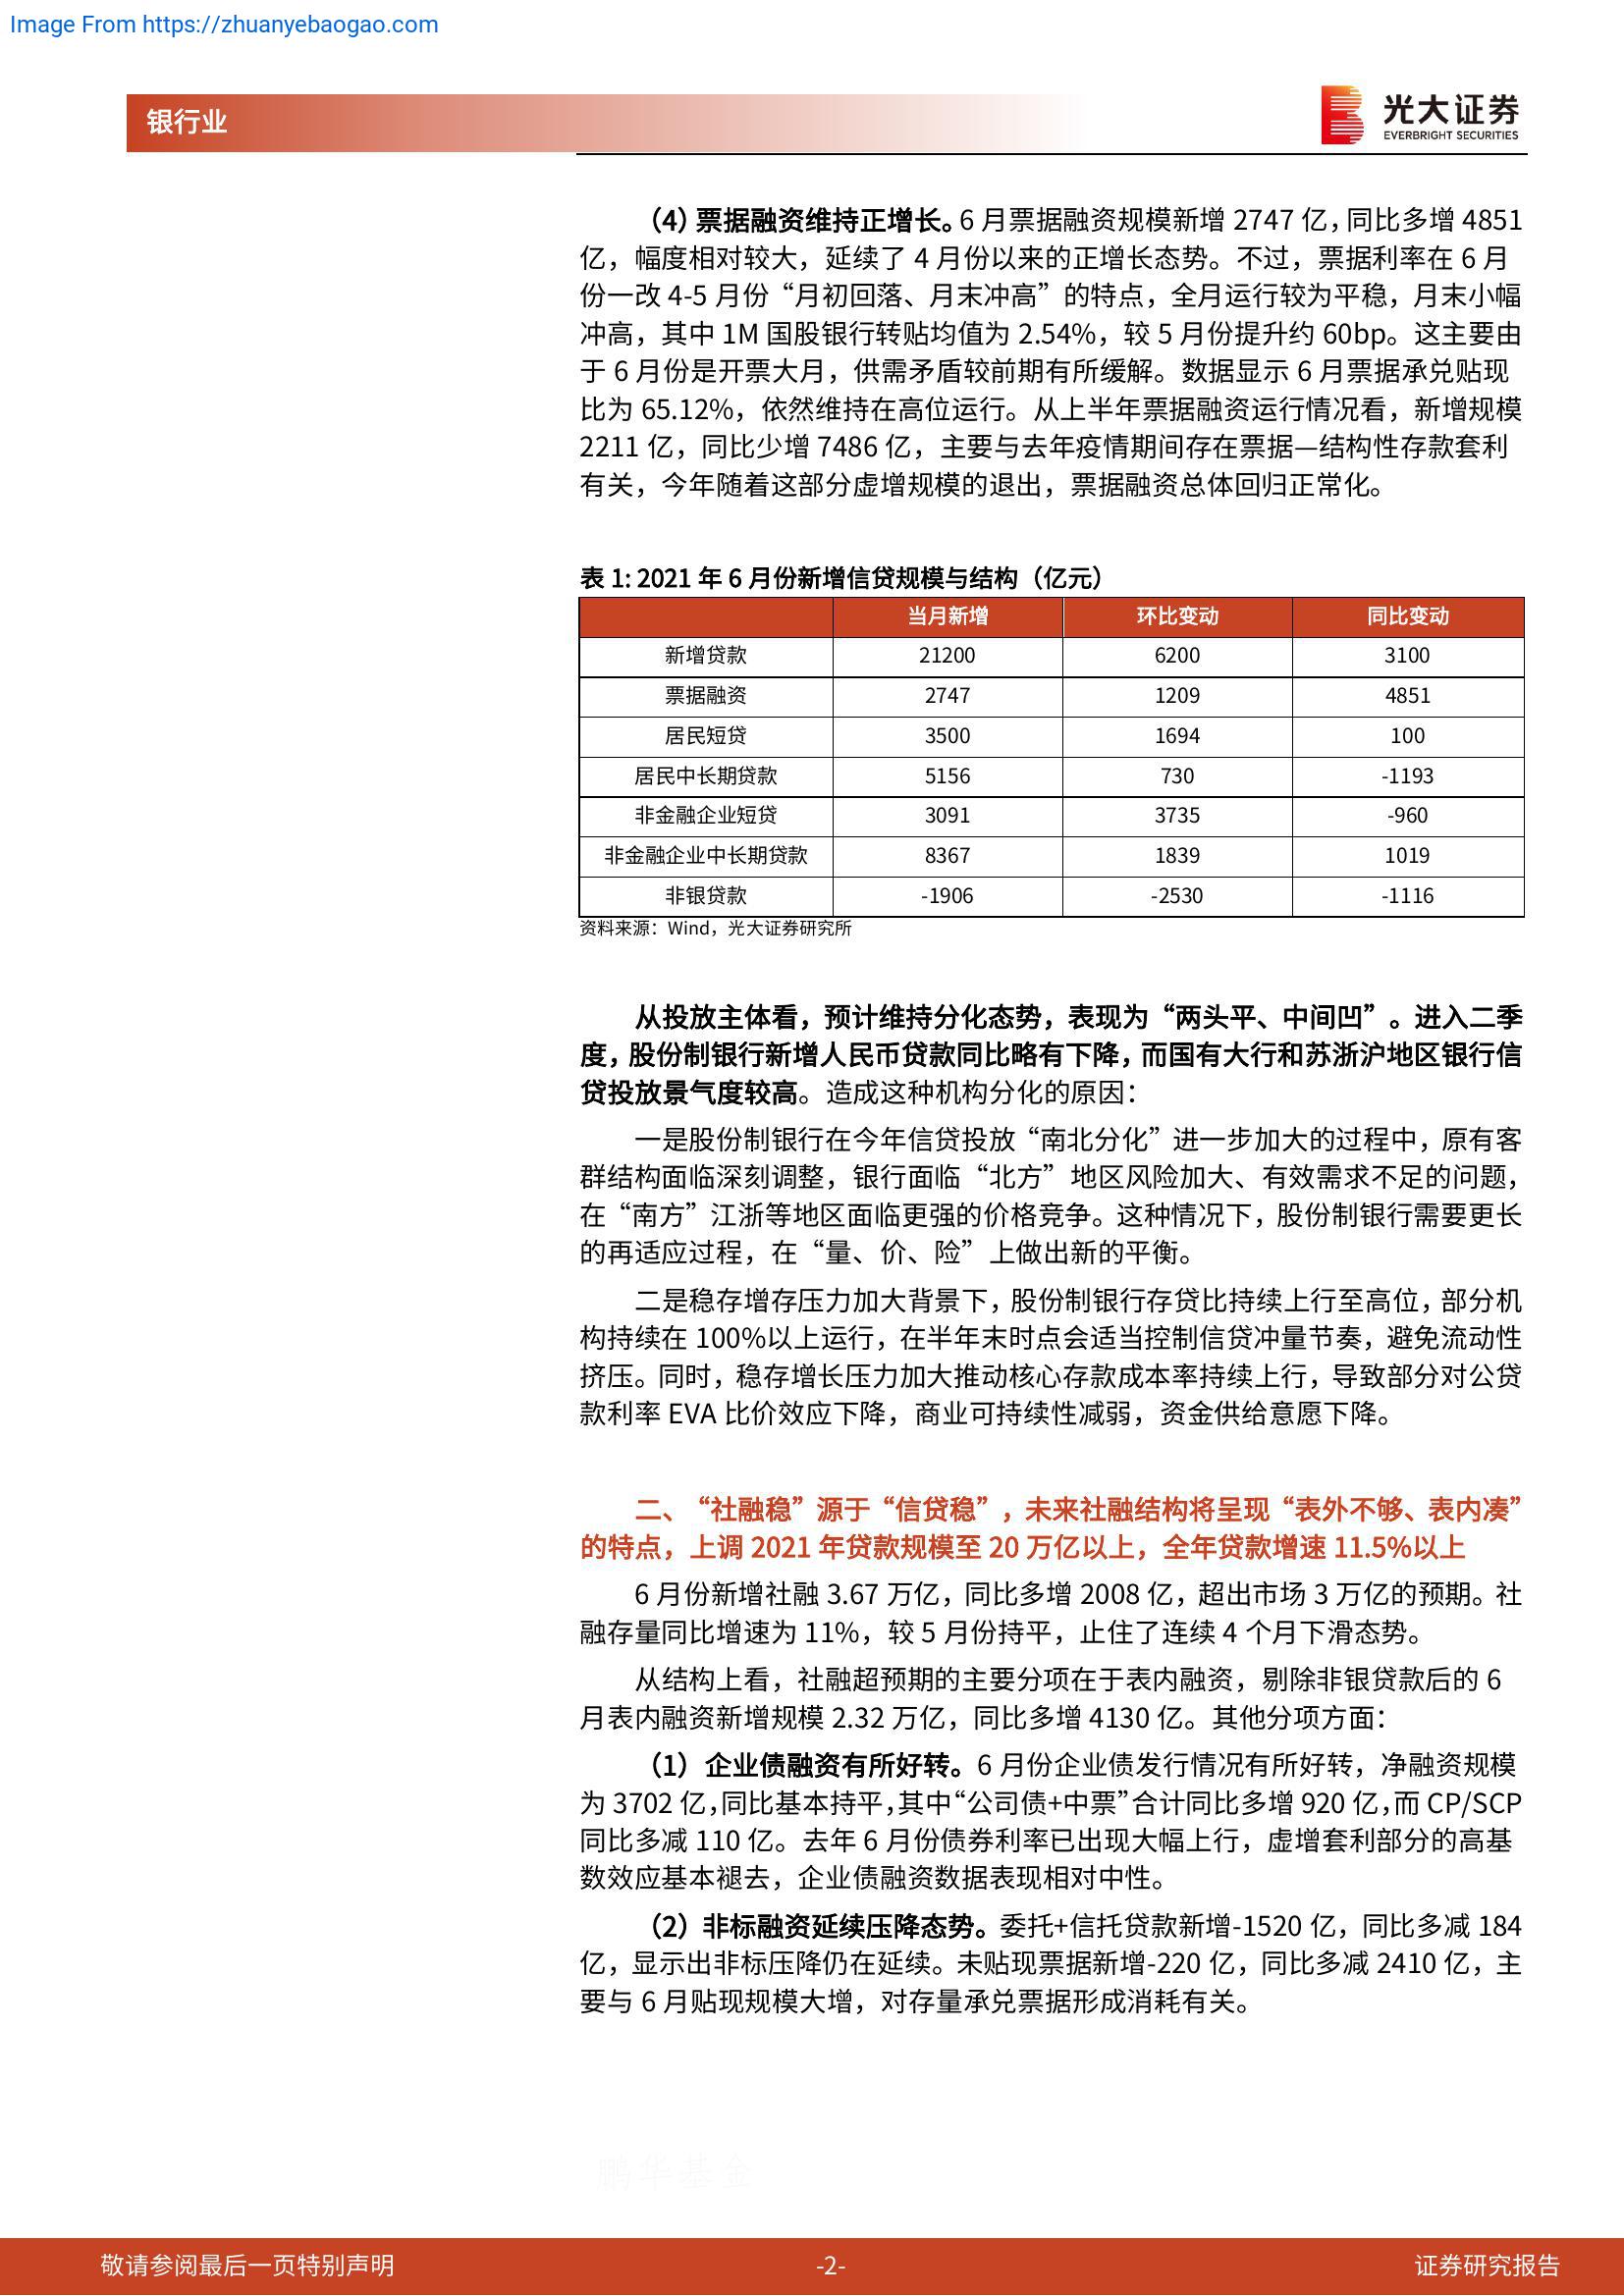 Image From https://zhuanyebaogao.com
银行业
光大证券
EVERBRIGHT SECURITIES
（4）票据融资维持正增长。6 月票据融资规模新增 2747 亿，同比多增 4851
亿，幅度相对较大，延续了 4 月份以来的正增长态势。不过，票据利率在 6 月
份一改 4-5 月份“月初回落、月末冲高”的特点，全月运行较为平稳，月末小幅
冲高，其中 1M 国股银行转贴均值为 2.54%，较 5 月份提升约 60bp。这主要由
于 6 月份是开票大月，供需矛盾较前期有所缓解。数据显示 6 月票据承兑贴现
比为 65.12%，依然维持在高位运行。从上半年票据融资运行情况看，新增规模
2211 亿，同比少增 7486 亿，主要与去年疫情期间存在票据—结构性存款套利
有关，今年随着这部分虚增规模的退出，票据融资总体回归正常化。
表 1: 2021 年 6 月份新增信贷规模与结构（亿元）
当月新增 环比变动 同比变动
新增贷款 21200 6200 3100
票据融资 2747 1209 4851
居民短贷 3500 1694 100
居民中长期贷款 5156 730 -1193
非金融企业短贷 3091 3735 -960
非金融企业中长期贷款 8367 1839 1019
非银贷款 -1906 -2530 -1116
资料来源：Wind，光大证券研究所
从投放主体看，预计维持分化态势，表现为“两头平、中间凹”。进入二季
度，股份制银行新增人民币贷款同比略有下降，而国有大行和苏浙沪地区银行信
贷投放景气度较高。造成这种机构分化的原因：
一是股份制银行在今年信贷投放“南北分化”进一步加大的过程中，原有客
群结构面临深刻调整，银行面临“北方”地区风险加大、有效需求不足的问题，
在“南方”江浙等地区面临更强的价格竞争。这种情况下，股份制银行需要更长
的再适应过程，在“量、价、险”上做出新的平衡。
二是稳存增存压力加大背景下，股份制银行存贷比持续上行至高位，部分机
构持续在 100%以上运行，在半年末时点会适当控制信贷冲量节奏，避免流动性
挤压。同时，稳存增长压力加大推动核心存款成本率持续上行，导致部分对公贷
款利率 EVA 比价效应下降，商业可持续性减弱，资金供给意愿下降。
二、“社融稳”源于“信贷稳”，未来社融结构将呈现“表外不够、表内凑”
的特点，上调 2021 年贷款规模至 20 万亿以上，全年贷款增速 11.5%以上
6 月份新增社融 3.67 万亿，同比多增 2008 亿，超出市场 3 万亿的预期。社
融存量同比增速为 11%，较 5 月份持平，止住了连续 4 个月下滑态势。
从结构上看，社融超预期的主要分项在于表内融资，剔除非银贷款后的 6
月表内融资新增规模 2.32 万亿，同比多增 4130 亿。其他分项方面：
（1）企业债融资有所好转。6 月份企业债发行情况有所好转，净融资规模
为 3702 亿，同比基本持平，其中“公司债+中票”合计同比多增 920 亿，而 CP/SCP
同比多减 110 亿。去年 6 月份债券利率已出现大幅上行，虚增套利部分的高基
数效应基本褪去，企业债融资数据表现相对中性。
（2）非标融资延续压降态势。委托+信托贷款新增-1520 亿，同比多减 184
亿，显示出非标压降仍在延续。未贴现票据新增-220 亿，同比多减 2410 亿，主
要与 6 月贴现规模大增，对存量承兑票据形成消耗有关。
鹏华基金
敬请参阅最后一页特别声明
-2-
证券研究报告